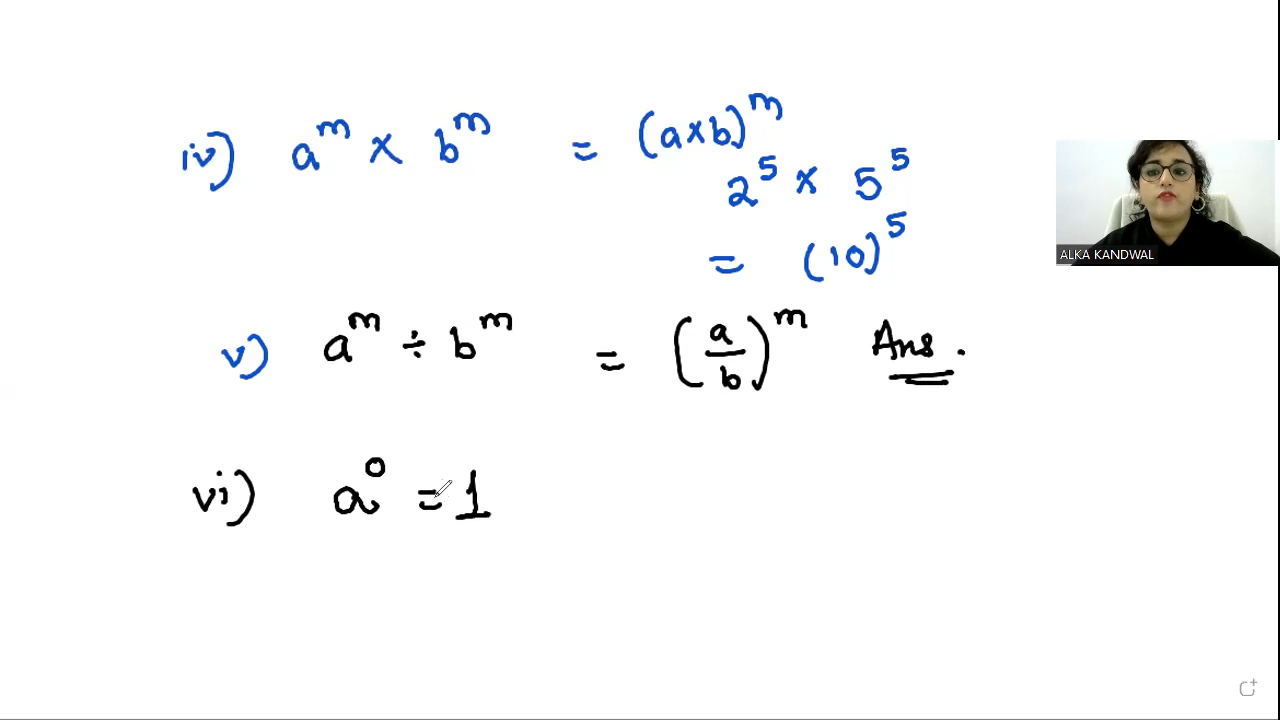 iv) a^m × b^m = (a×b)^m
2^5 × 5^5
= (10)^5
ALKA KANDWAL
v) a^m ÷ b^m = (a/b)^m Ans.
vi) a^0 = 1